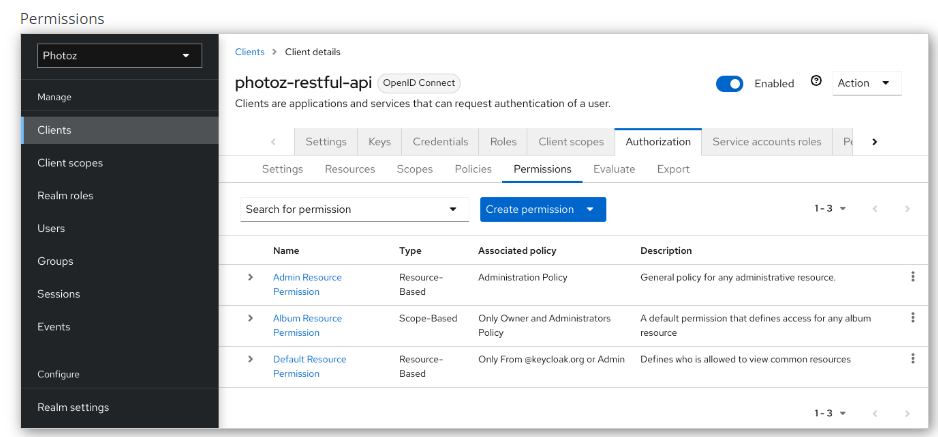 Permissions
Photoz
Manage
Clients
Client scopes
Realm roles
Users
Groups
Sessions
Events
Configure
Realm settings
Clients > Client details
photoz-restful-api OpenID Connect
Enabled Action
Clients are applications and services that can request authentication of a user.
Settings Keys Credentials Roles Client scopes Authorization Service accounts roles
Settings Resources Scopes Policies Permissions Evaluate Export
Search for permission Create permission 1 - 3
Name Type Associated policy Description
Admin Resource Resource- Administration Policy General policy for any administrative resource.
Permission Based
Album Resource Scope-Based Only Owner and Administrators A default permission that defines access for any album
Permission Policy resource
Default Resource Resource- Only From @keycloak.org or Admin Defines who is allowed to view common resources
Permission Based
1 - 3